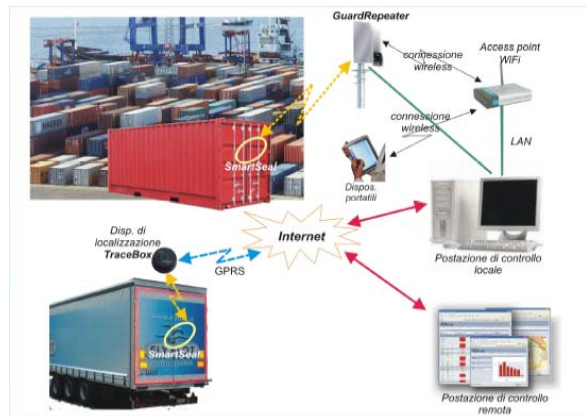 GuardRepeater
connessione
wireless
Access point
WiFi
connessione
wireless
LAN
SmartSeal
Dispos.
portatili
Disp. di
localizzazione
TraceBox
Internet
GPRS
Postazione di controllo
locale
SmartSeal
Postazione di controllo
remota